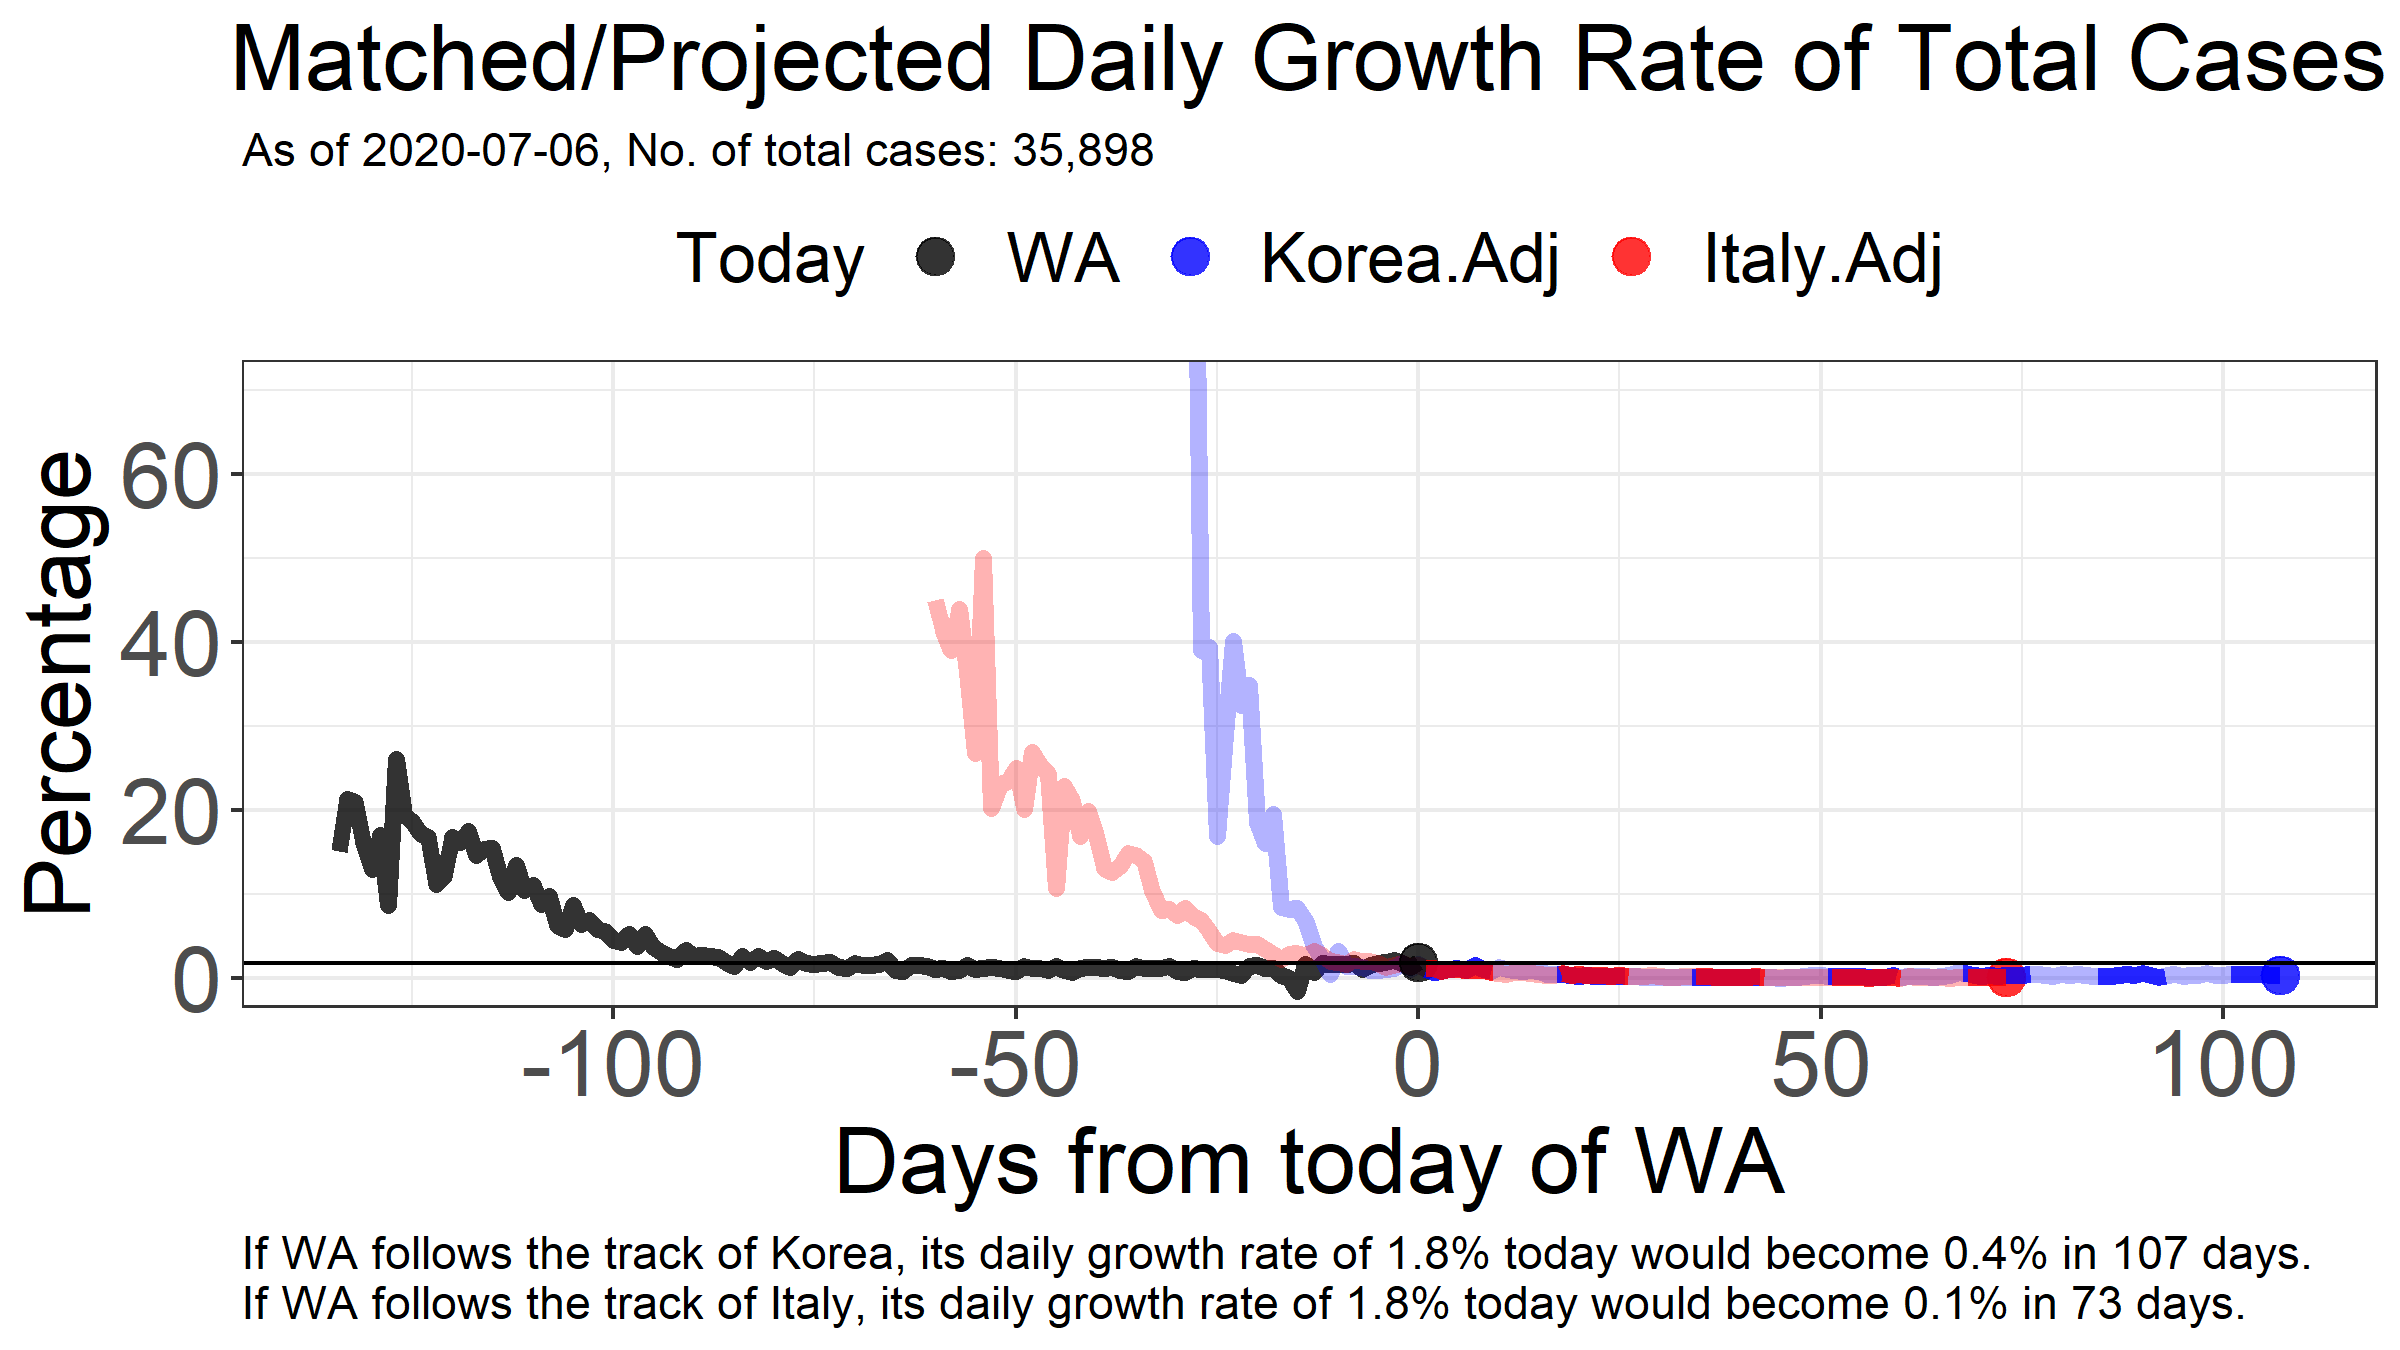 Matched/Projected Daily Growth Rate of Total Cases
As of 2020-07-06, No. of total cases: 35,898
Today WA Korea.Adj Italy.Adj
Percentage
60
40
20
0
-100 -50 0 50 100
Days from today of WA
If WA follows the track of Korea, its daily growth rate of 1.8% today would become 0.4% in 107 days.
If WA follows the track of Italy, its daily growth rate of 1.8% today would become 0.1% in 73 days.